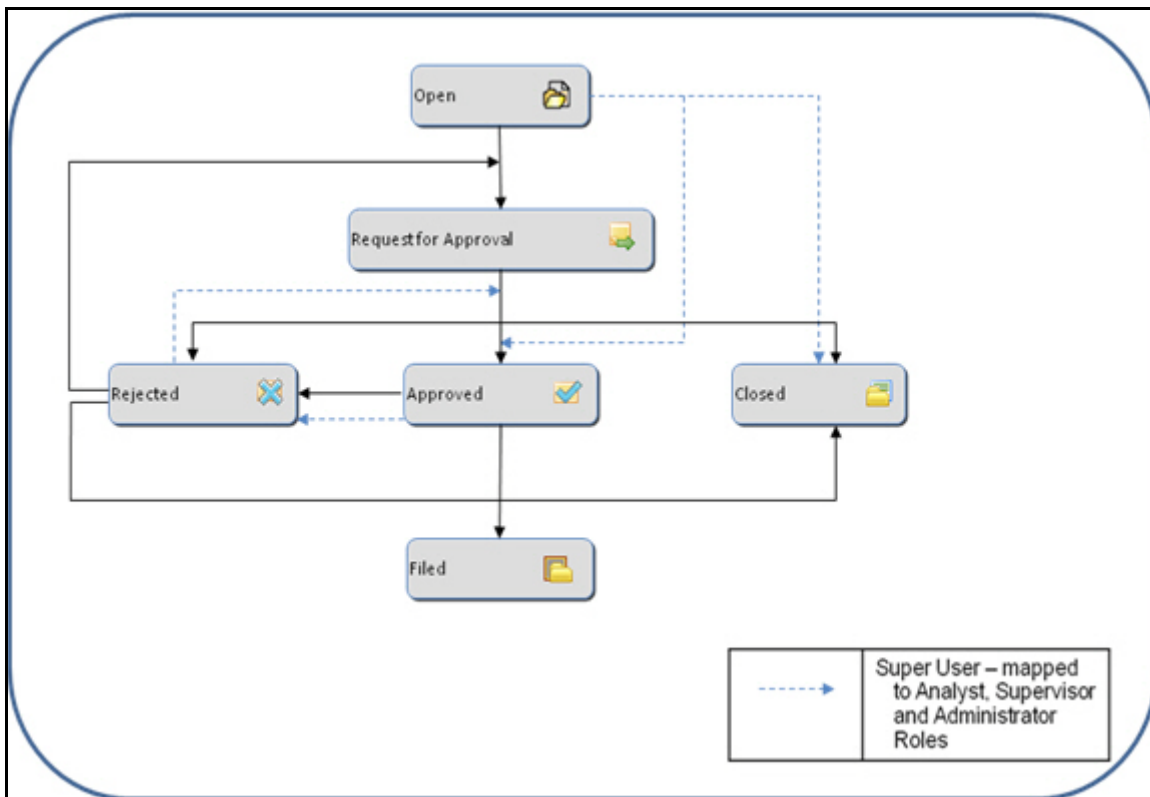 Open
Request for Approval
Rejected
Approved
Closed
Filed
Super User – mapped
to Analyst, Supervisor
and Administrator
Roles